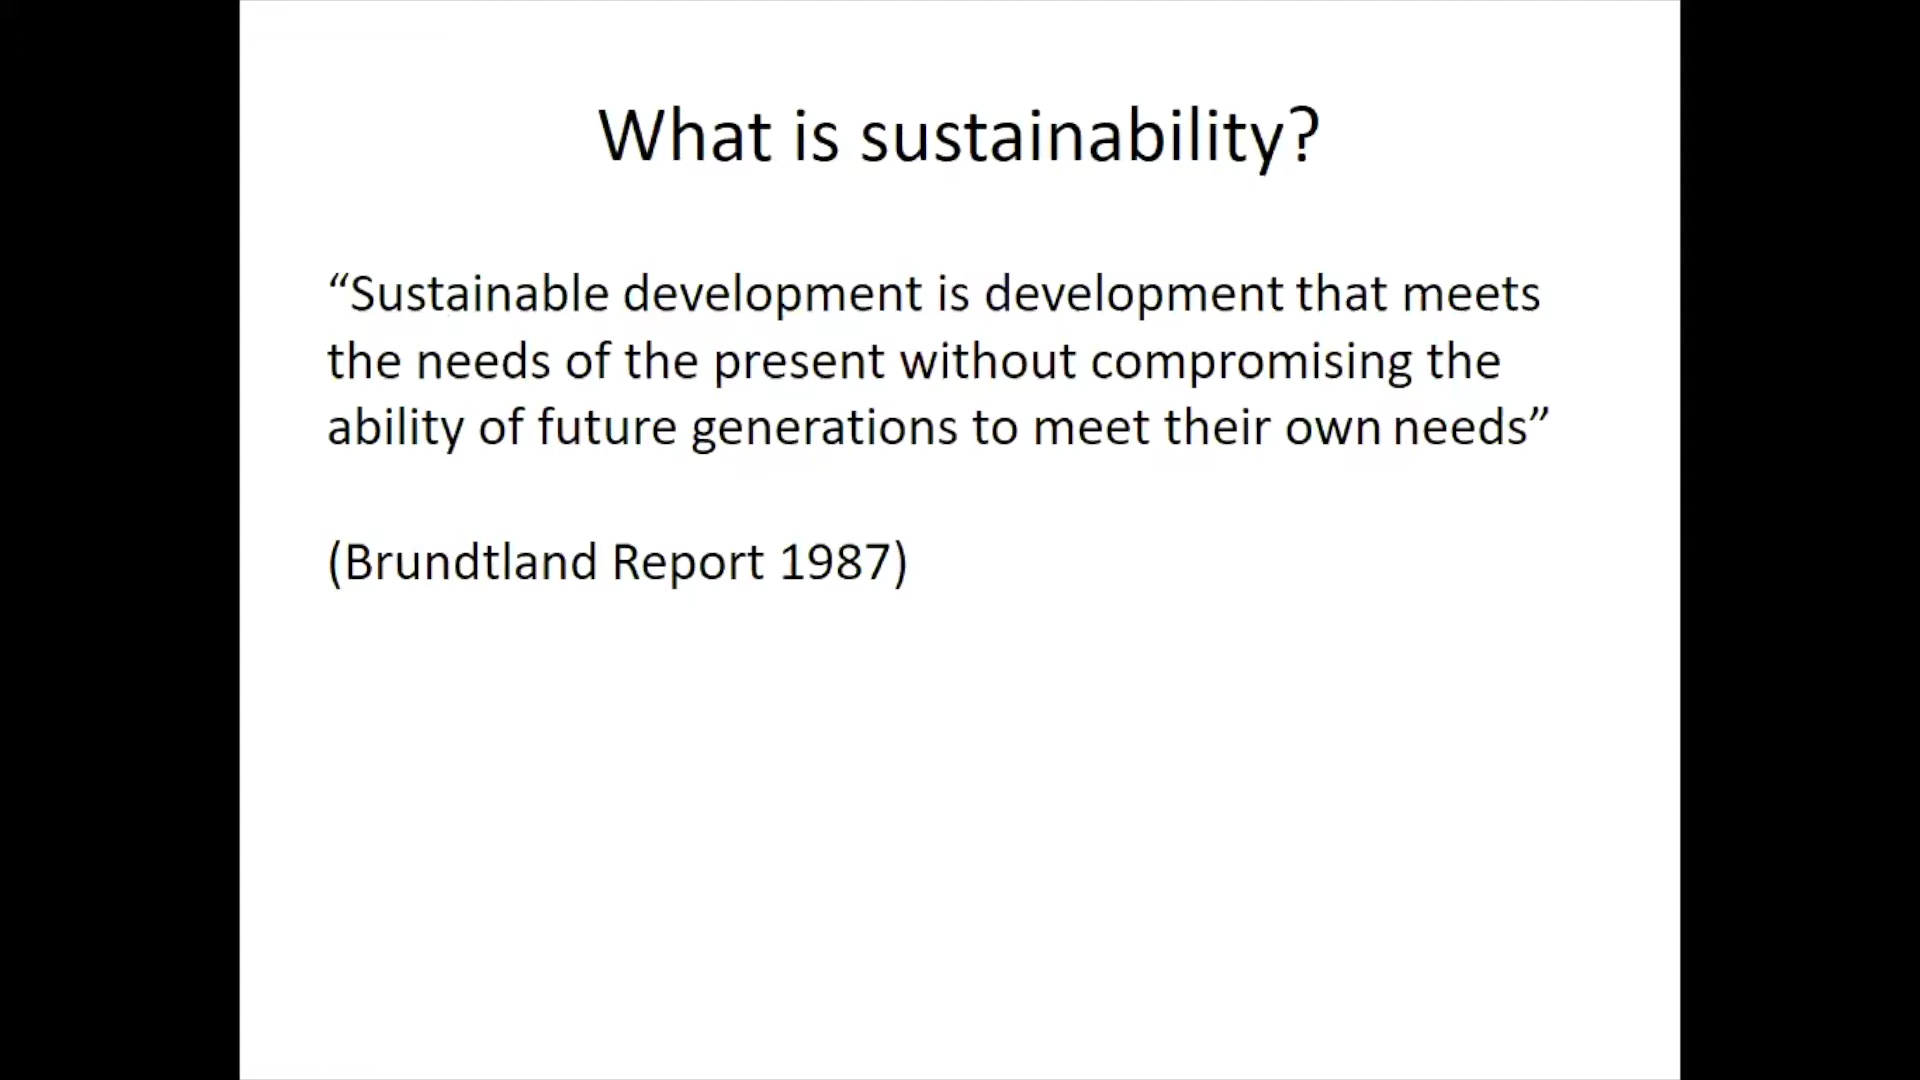 What is sustainability?
“Sustainable development is development that meets
the needs of the present without compromising the
ability of future generations to meet their own needs”
(Brundtland Report 1987)